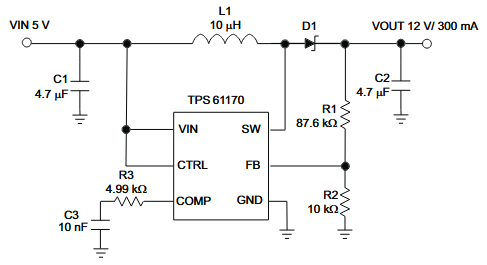 VIN 5 V
L1
10 µH
D1
VOUT 12 V/ 300 mA
C1
4.7 µF
C2
4.7 µF
TPS 61170
R1
87.6 kΩ
VIN
SW
CTRL
FB
R3
4.99 kΩ
COMP
GND
R2
10 kΩ
C3
10 nF